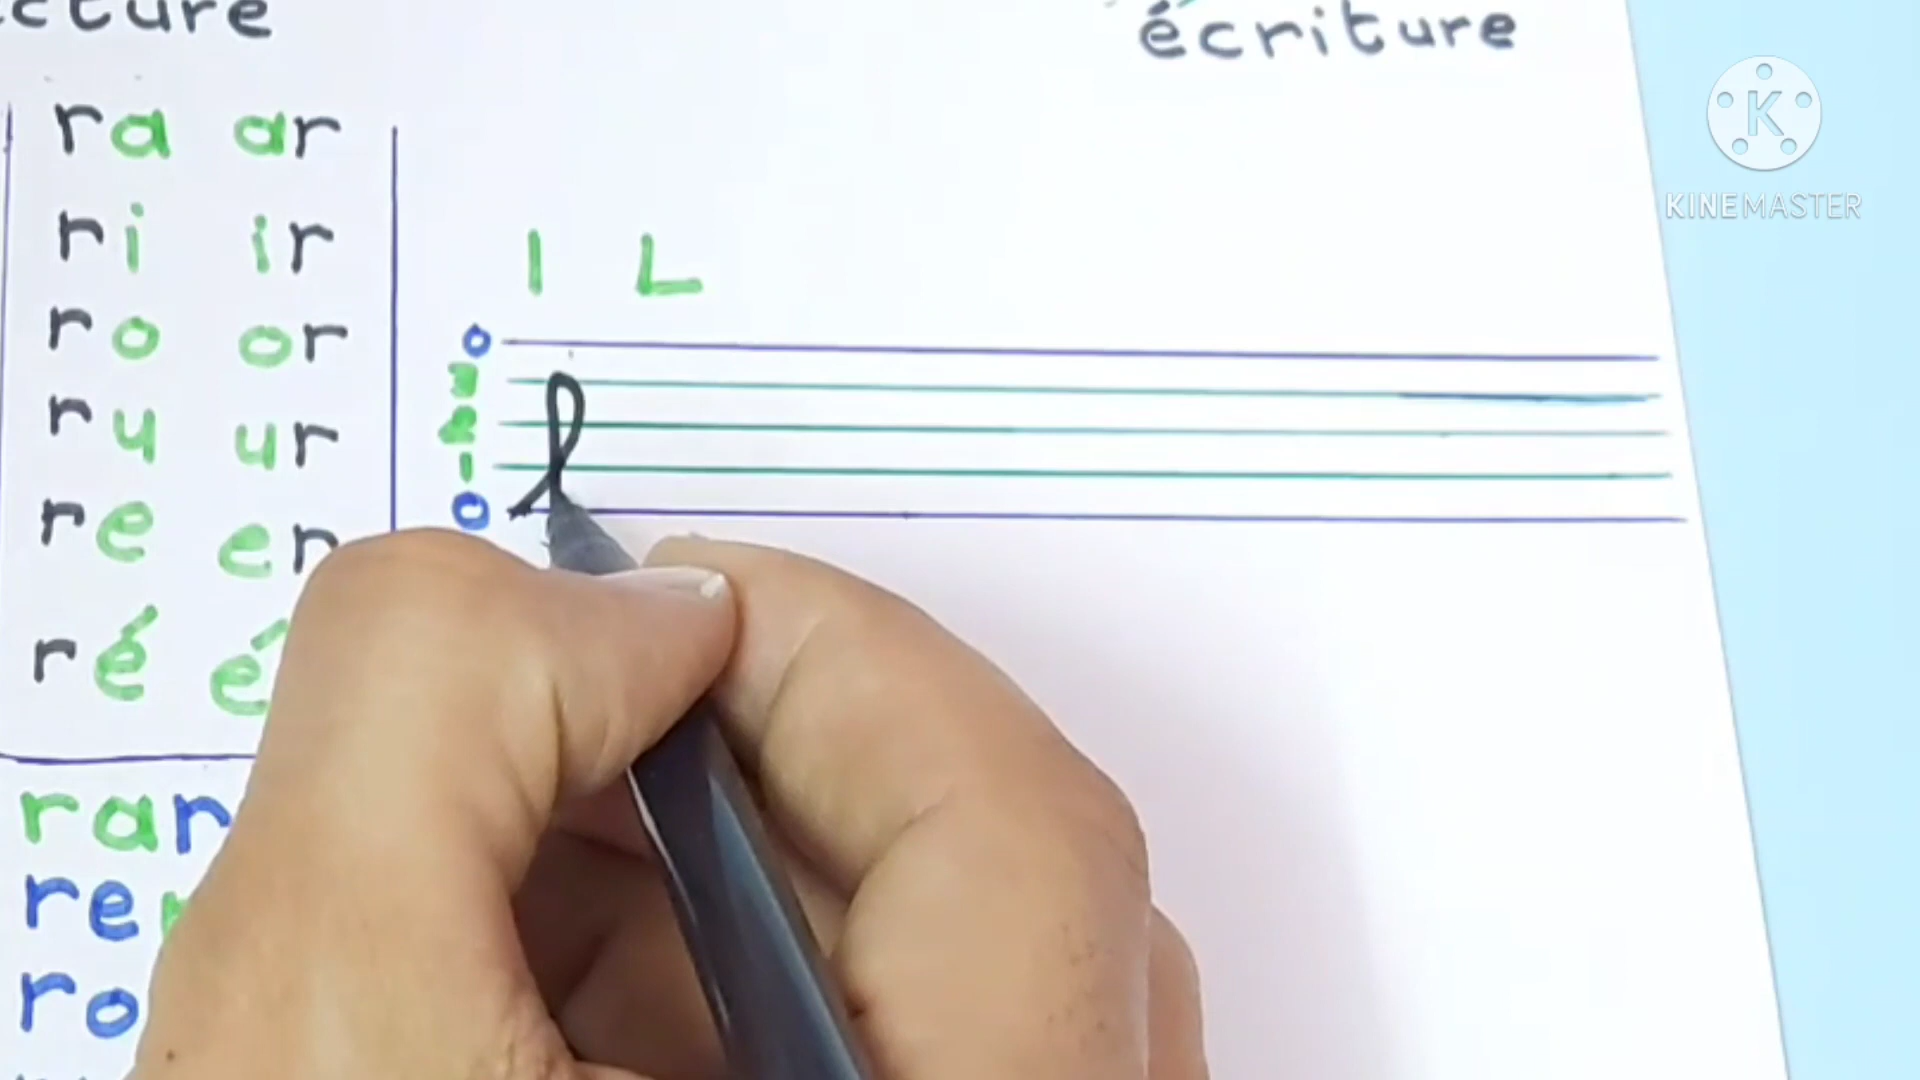 cture
écriture
ra ar
ri ir
ro or
ru ur
re er
ré é
l L
0
3
2
1
0
ran
re
ro
K
KINEMASTER